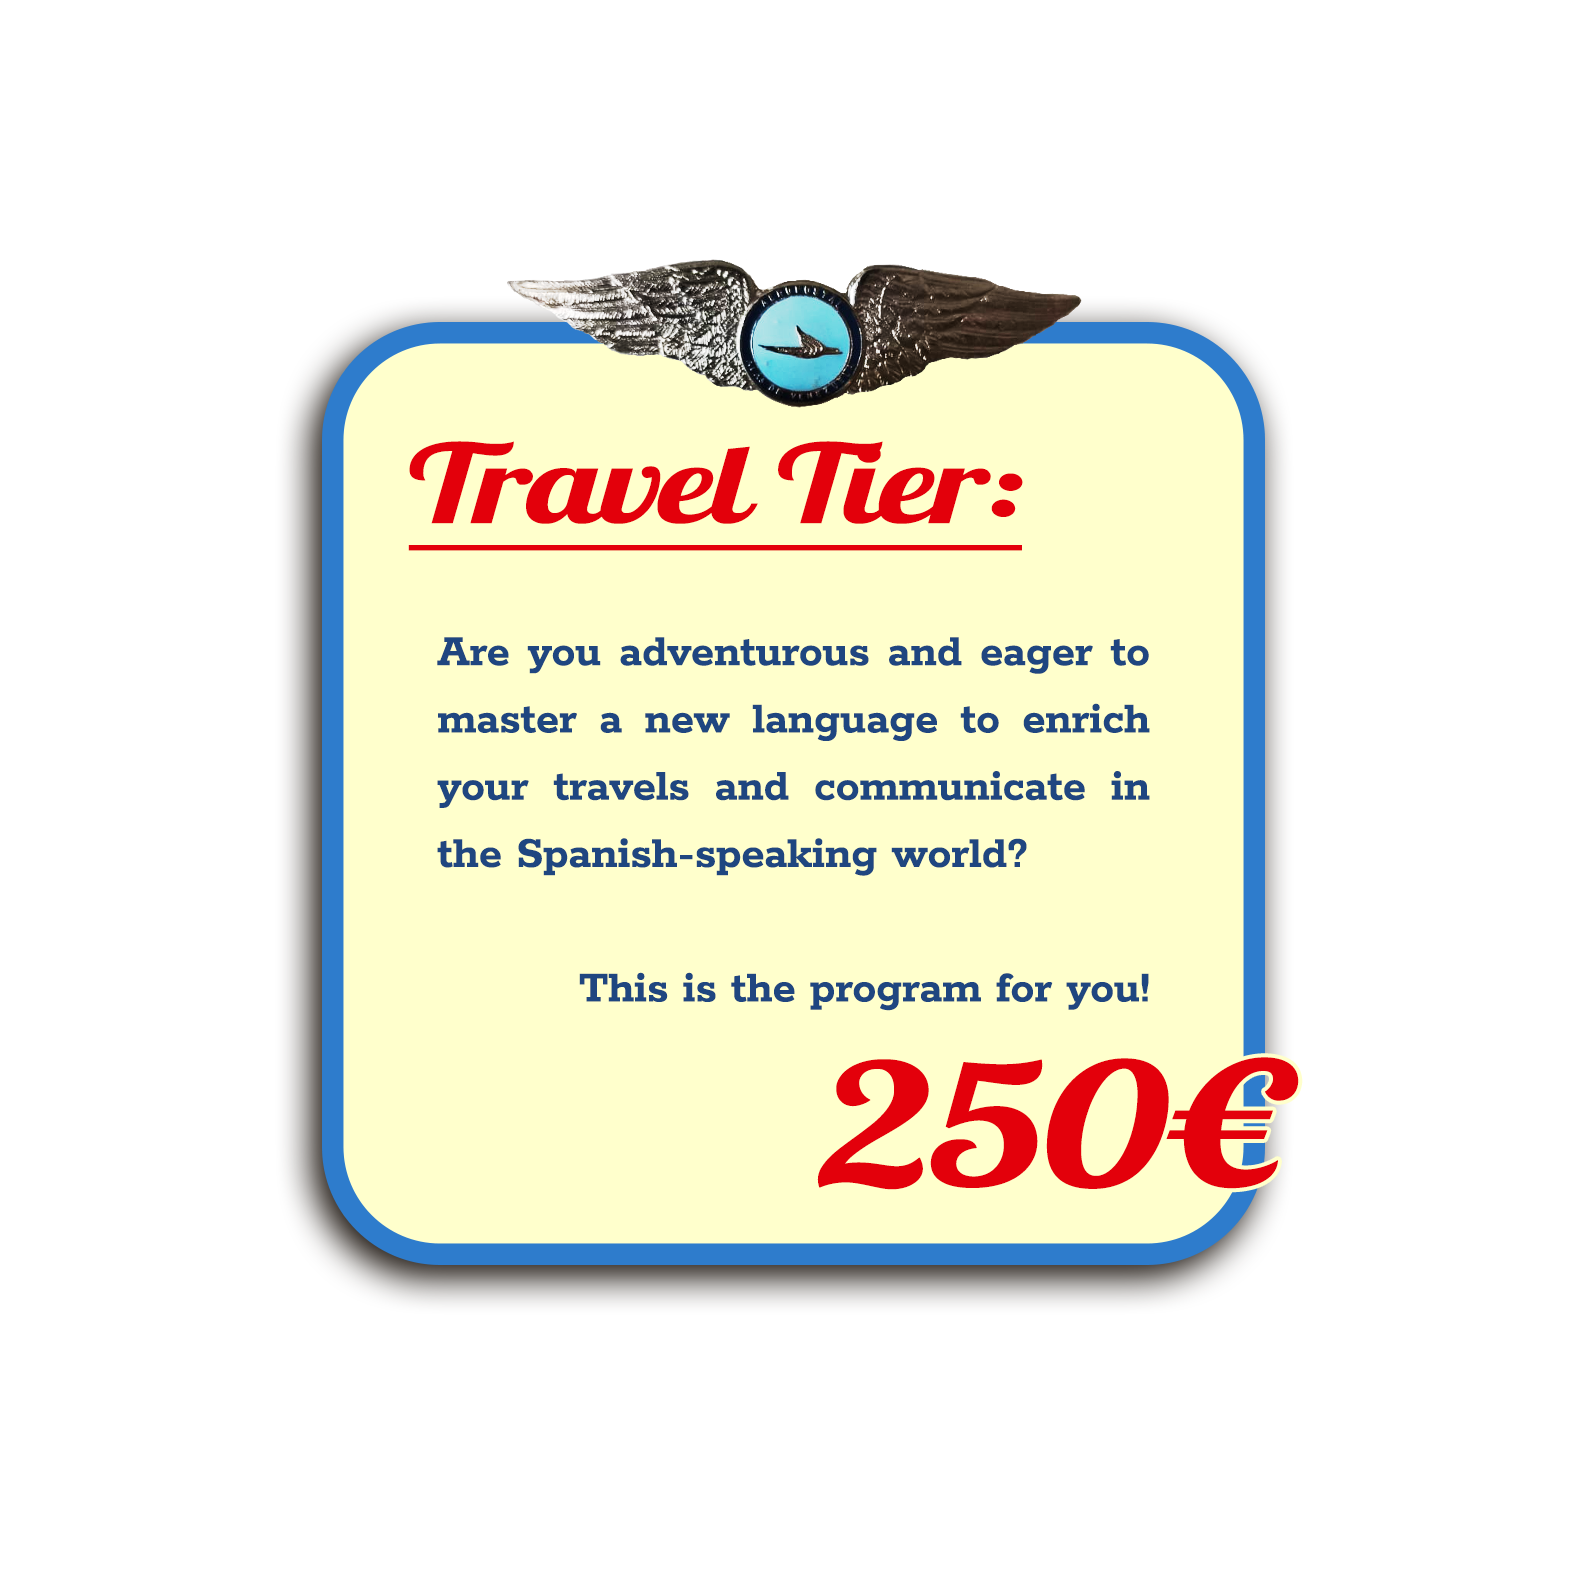 AEROPOSTAL
Travel Tier:
Are you adventurous and eager to
master a new language to enrich
your travels and communicate in
the Spanish-speaking world?
This is the program for you!
250€